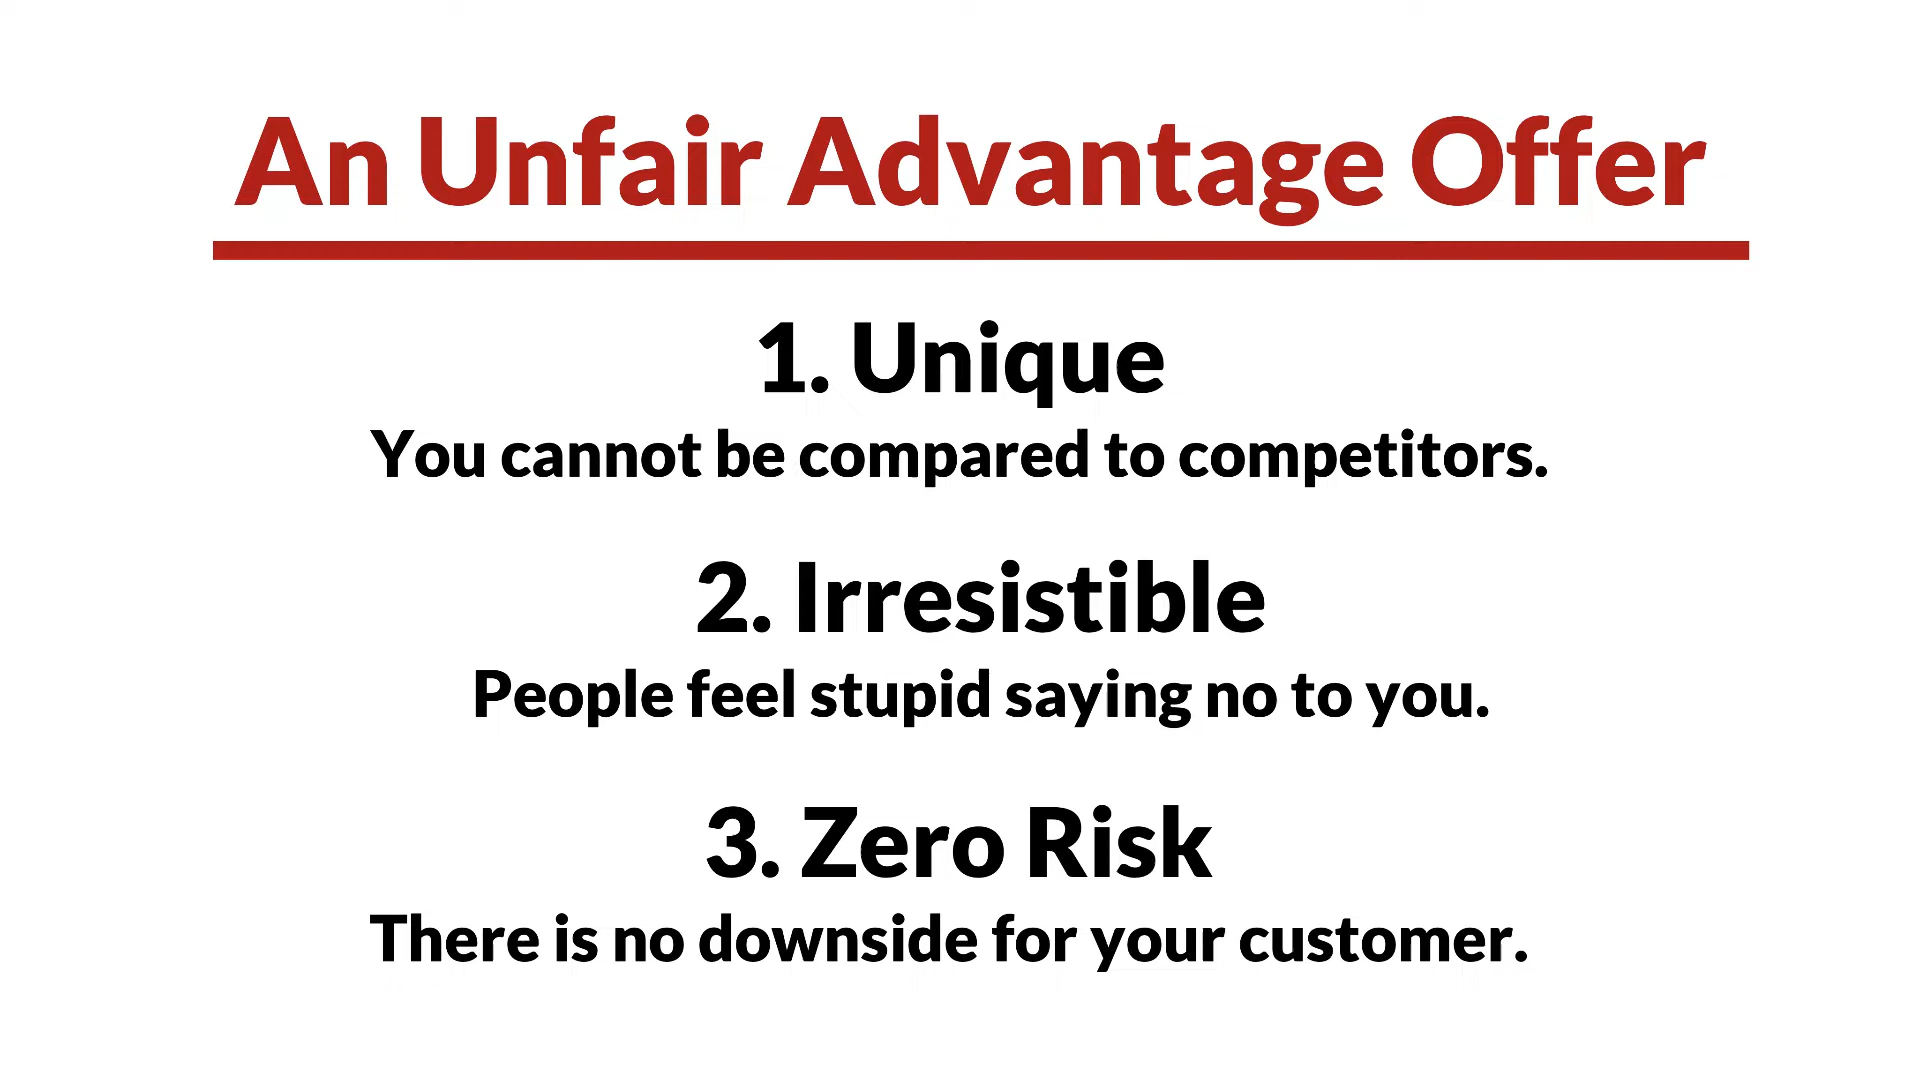 An Unfair Advantage Offer
1. Unique
You cannot be compared to competitors.
2. Irresistible
People feel stupid saying no to you.
3. Zero Risk
There is no downside for your customer.